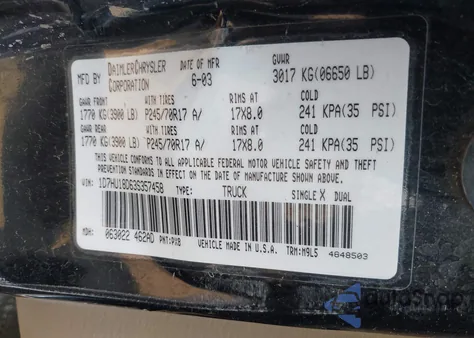 MFD BY DAIMLERCHRYSLER CORPORATION DATE OF MFR 6-03 GVWR 3017 KG(06650 LB)
GAWR FRONT WITH TIRES RIMS AT COLD
1770 KG(3900 LB) P245/70R17 A/ 17X8.0 241 KPA(35 PSI)
GAWR REAR WITH TIRES RIMS AT COLD
1770 KG(3900 LB) P245/70R17 A/ 17X8.0 241 KPA(35 PSI)
THIS VEHICLE CONFORMS TO ALL APPLICABLE FEDERAL MOTOR VEHICLE SAFETY AND THEFT
PREVENTION STANDARDS IN EFFECT ON THE DATE OF MANUFACTURE SHOWN ABOVE.
VIN: 1D7HU18D63S357458 TYPE: TRUCK SINGLE X DUAL
MDH: 063022 462AD PNT:PX8 VEHICLE MADE IN U.S.A. TRM:M9L5 4648503
AutoSnap